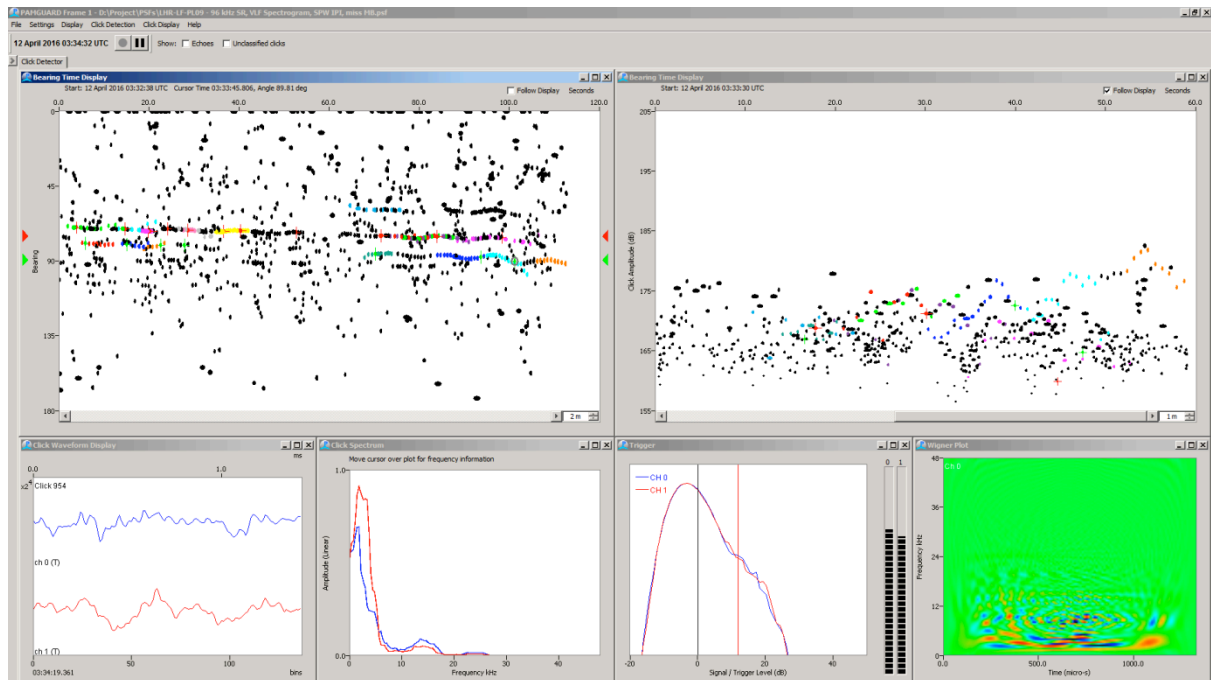 PAMGUARD Frame 1 - D:\Project\PSFs\LHR-LF-PL09 - 96 kHz SR, VLF Spectrogram, SPW IPI, mios MB.psf
File Settings Display Click Detection Click Display Help
12 April 2016 03:34:32 UTC Show: Echoes Unclassified clicks
Click Detector
Bearing Time Display
Start: 12 April 2016 03:32:38 UTC Cursor Time 03:33:45.806, Angle 89.81 deg Follow Display Seconds
0.0 20.0 40.0 60.0 80.0 100.0 120.0
0
45
90
135
180
Bearing
2 m
Bearing Time Display
Start: 12 April 2016 03:33:30 UTC Follow Display Seconds
0.0 10.0 20.0 30.0 40.0 50.0 60.0
205
195
185
175
165
155
Click Amplitude (dB)
1 m
Click Waveform Display
ms
0.0 1.0
x2^4
Click 954
ch 0 (T)
ch 1 (T)
0 50 100
03:34:19.361 bins
Click Spectrum
Move cursor over plot for frequency information
1.0
Amplitude (Linear)
0.0
0 10 20 30 40
Frequency kHz
Trigger
CH 0
CH 1
-20 0 20 40
Signal / Trigger Level (dB)
0 1
Wigner Plot
Ch 0
48
36
24
12
0
Frequency kHz
0.0 500.0 1000.0
Time (micro-s)